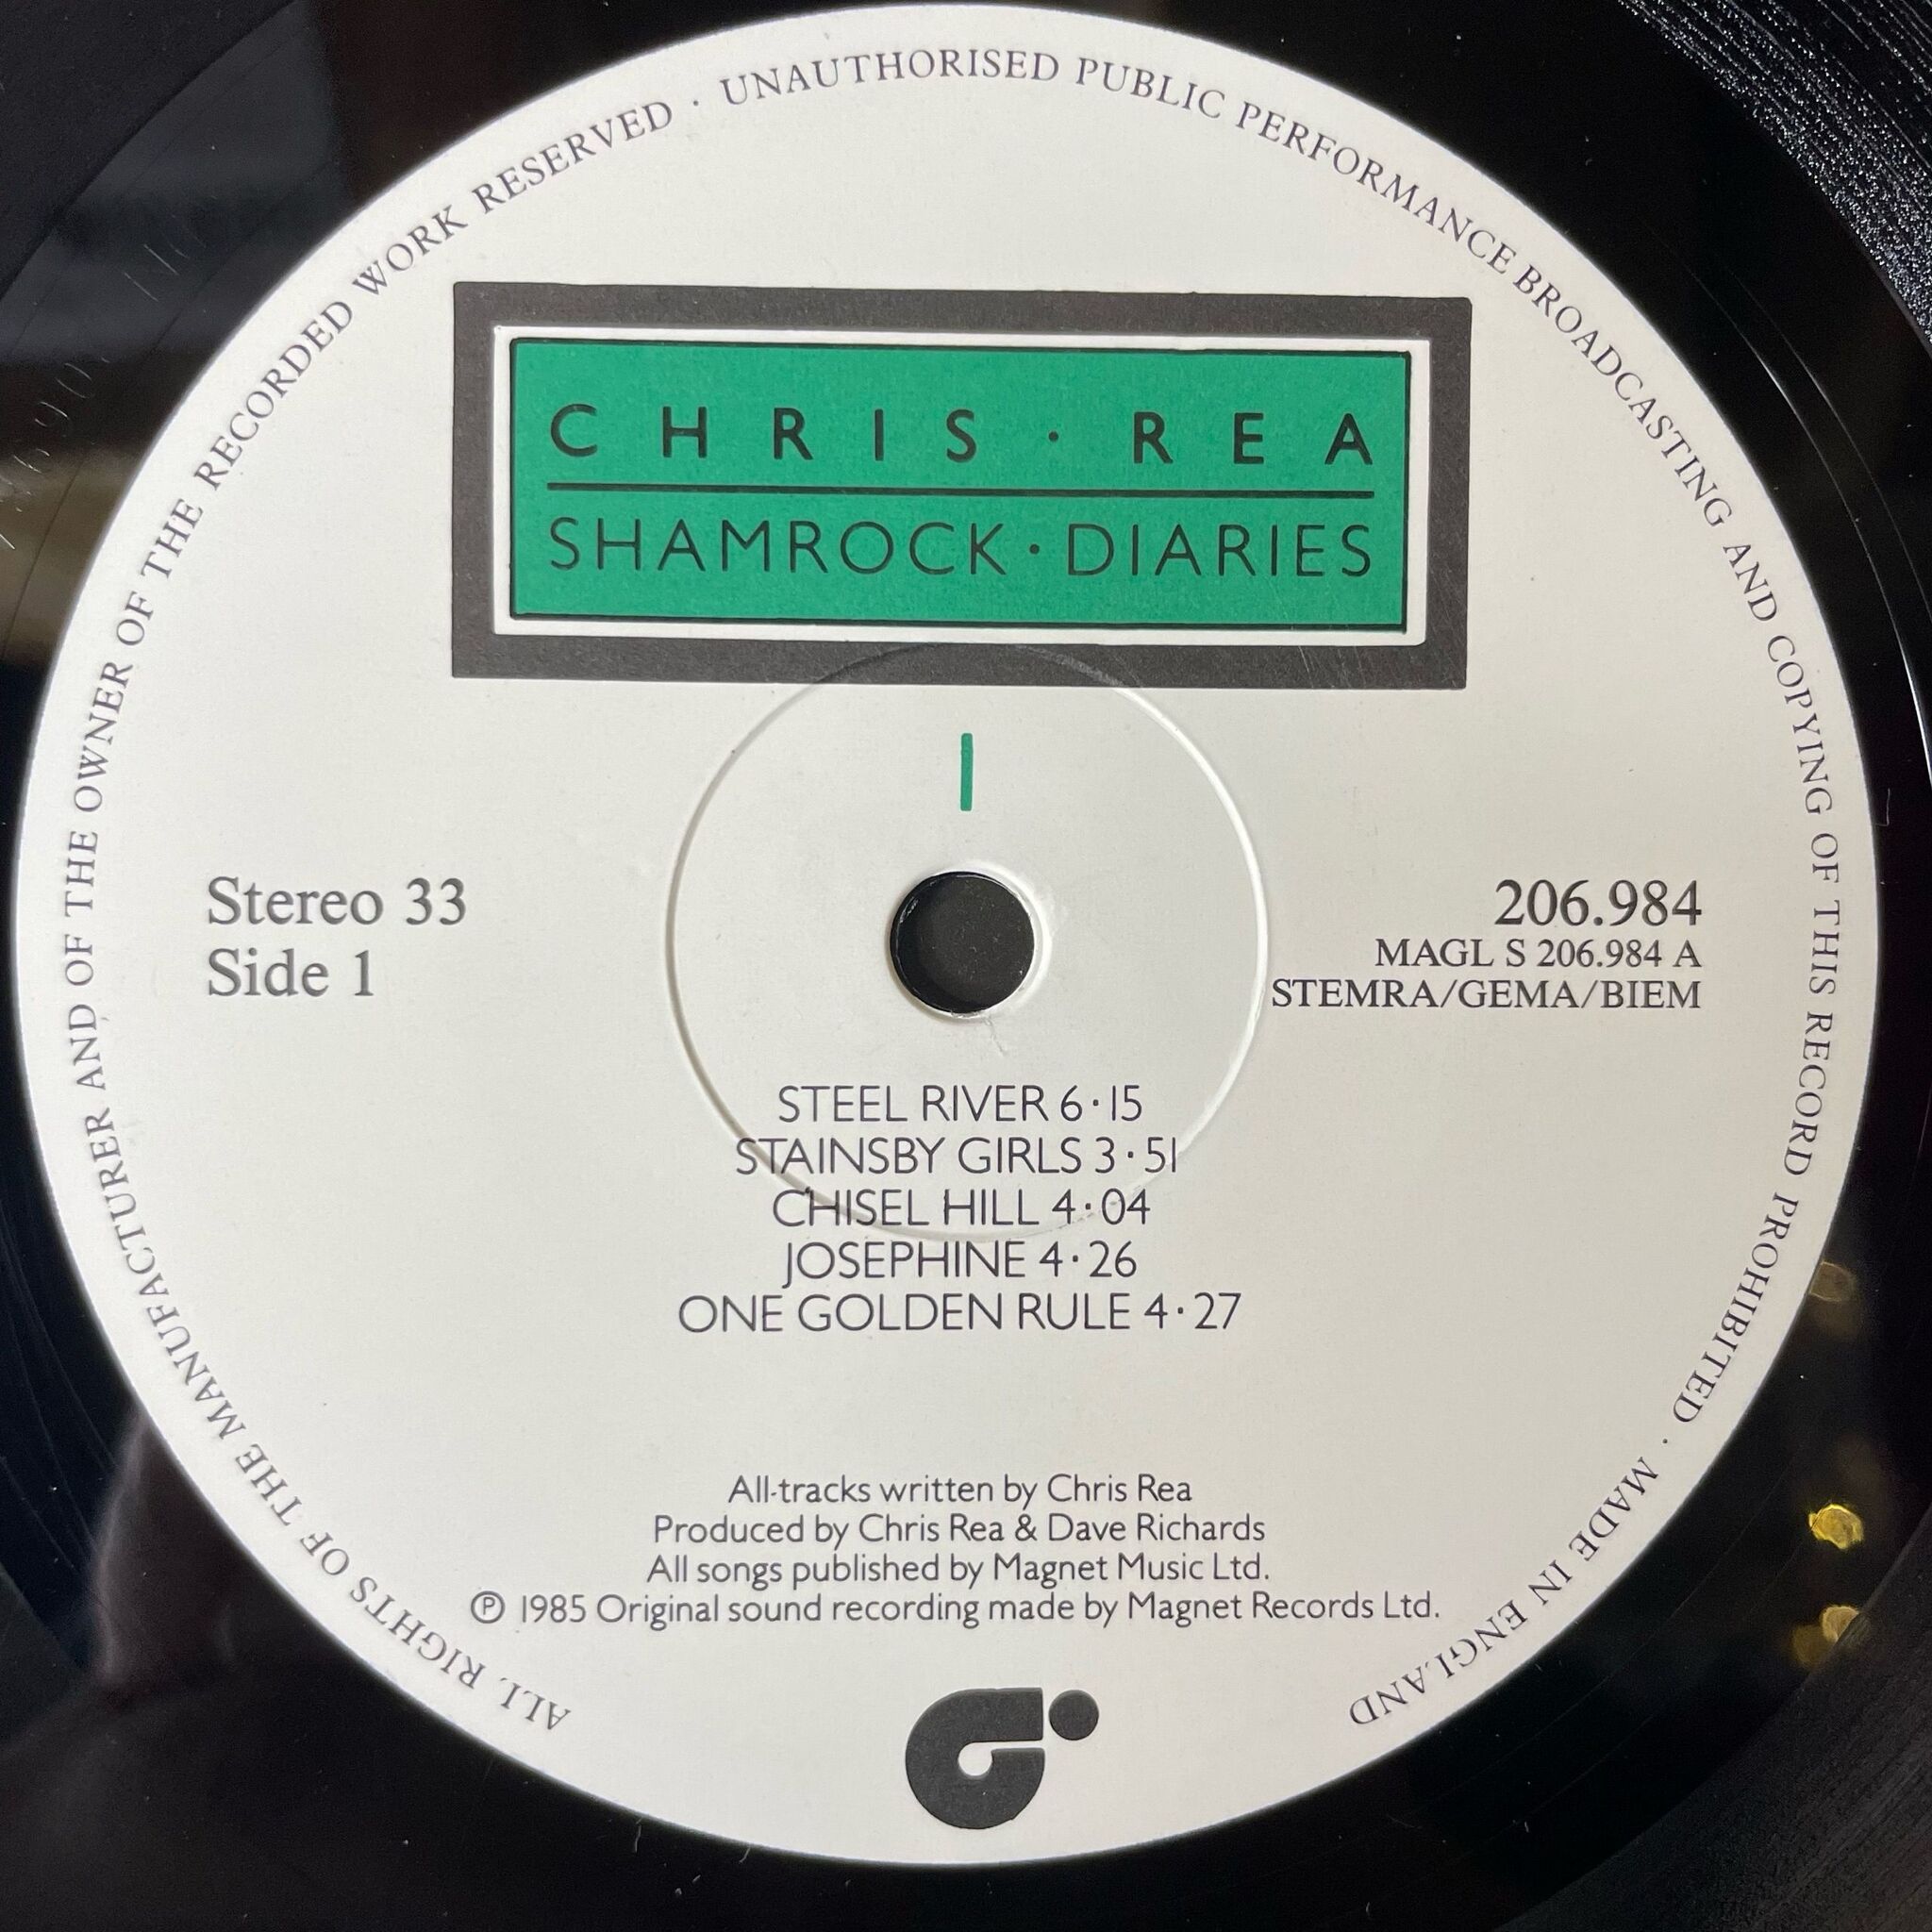 ALL RIGHTS OF THE MANUFACTURER AND OF THE OWNER OF THE RECORDED WORK RESERVED · UNAUTHORISED PUBLIC PERFORMANCE BROADCASTING AND COPYING OF THIS RECORD PROHIBITED · MADE IN ENGLAND
CHRIS · REA
SHAMROCK · DIARIES
1
Stereo 33
Side 1
206.984
MAGL S 206.984 A
STEMRA/GEMA/BIEM
STEEL RIVER 6·15
STAINSBY GIRLS 3·51
CHISEL HILL 4·04
JOSEPHINE 4·26
ONE GOLDEN RULE 4·27
All tracks written by Chris Rea
Produced by Chris Rea & Dave Richards
All songs published by Magnet Music Ltd.
℗ 1985 Original sound recording made by Magnet Records Ltd.